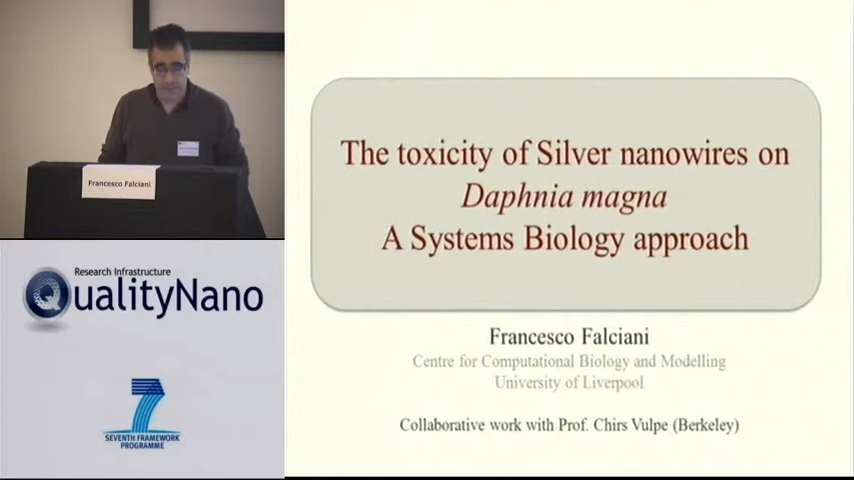 Francesco Falciani
Research Infrastructure
QualityNano
7
SEVENTH FRAMEWORK
PROGRAMME
The toxicity of Silver nanowires on
Daphnia magna
A Systems Biology approach
Francesco Falciani
Centre for Computational Biology and Modelling
University of Liverpool
Collaborative work with Prof. Chirs Vulpe (Berkeley)